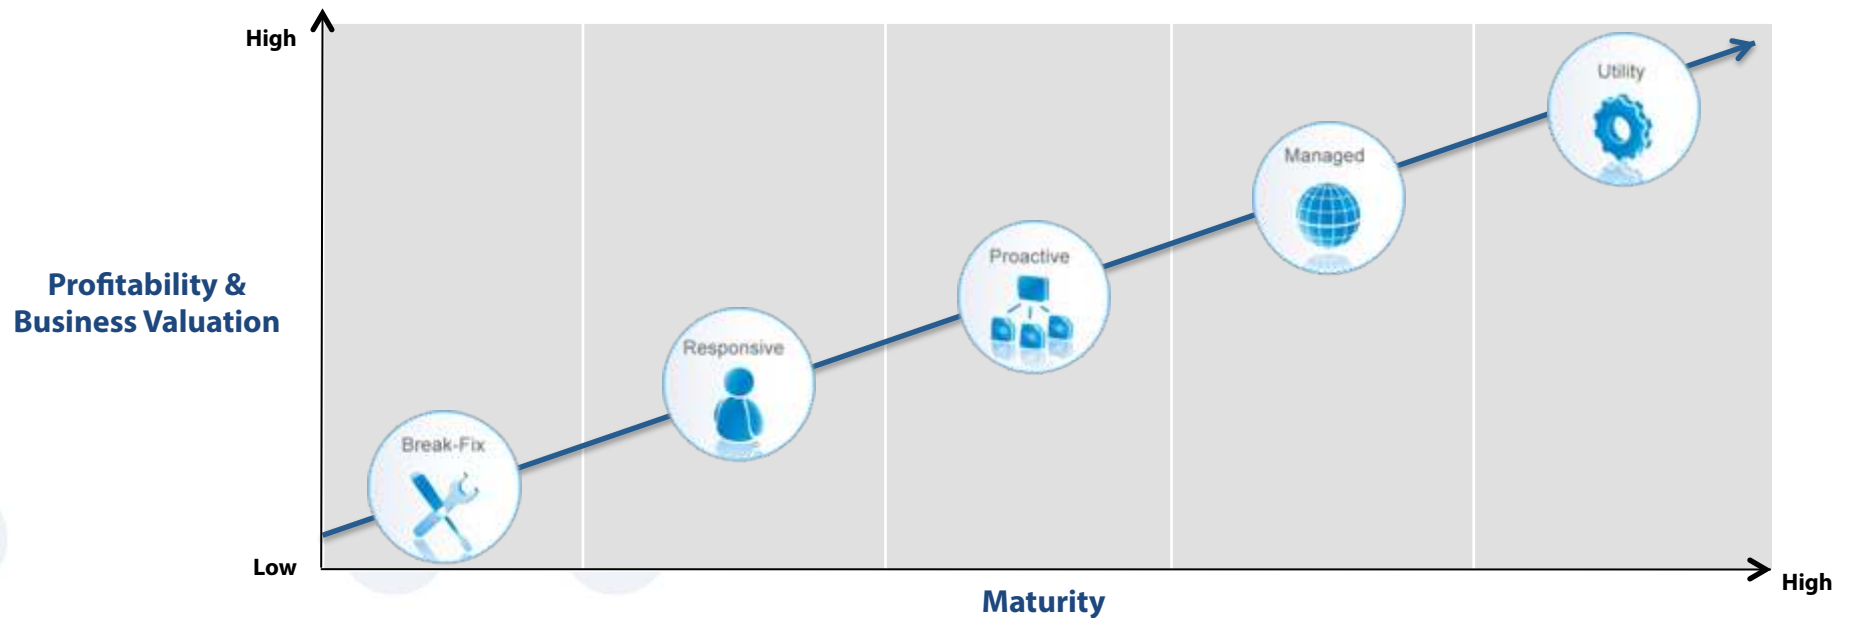 High
Utility
Managed
Proactive
Profitability &
Business Valuation
Responsive
Break-Fix
Low
High
Maturity